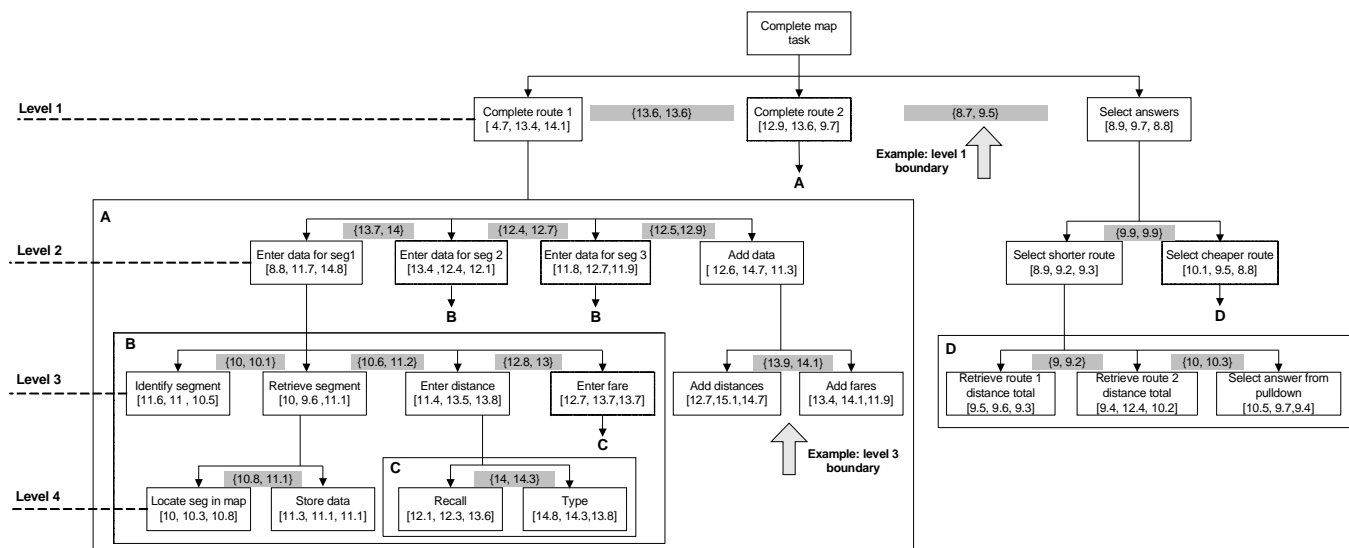 Complete map
task
Level 1
Complete route 1
[ 4.7, 13.4, 14.1]
{13.6, 13.6}
Complete route 2
[12.9, 13.6, 9.7]
{8.7, 9.5}
Select answers
[8.9, 9.7, 8.8]
Example: level 1
boundary
A
A
{13.7, 14}
{12.4, 12.7}
{12.5,12.9}
Level 2
Enter data for seg1
[8.8, 11.7, 14.8]
Enter data for seg 2
[13.4 ,12.4, 12.1]
Enter data for seg 3
[11.8, 12.7,11.9]
Add data
[ 12.6, 14.7, 11.3]
{9.9, 9.9}
Select shorter route
[8.9, 9.2, 9.3]
Select cheaper route
[10.1, 9.5, 8.8]
B
B
D
B
{10, 10.1}
{10.6, 11.2}
{12.8, 13}
{13.9, 14.1}
D
{9, 9.2}
{10, 10.3}
Level 3
Identify segment
[11.6, 11 , 10.5]
Retrieve segment
[10, 9.6 ,11.1]
Enter distance
[11.4, 13.5, 13.8]
Enter fare
[12.7, 13.7,13.7]
Add distances
[12.7,15.1,14.7]
Add fares
[13.4, 14.1,11.9]
Retrieve route 1
distance total
[9.5, 9.6, 9.3]
Retrieve route 2
distance total
[9.4, 12.4, 10.2]
Select answer from
pulldown
[10.5, 9.7,9.4]
C
Example: level 3
boundary
C
{10.8, 11.1}
{14, 14.3}
Level 4
Locate seg in map
[10, 10.3, 10.8]
Store data
[11.3, 11.1, 11.1]
Recall
[12.1, 12.3, 13.6]
Type
[14.8, 14.3,13.8]